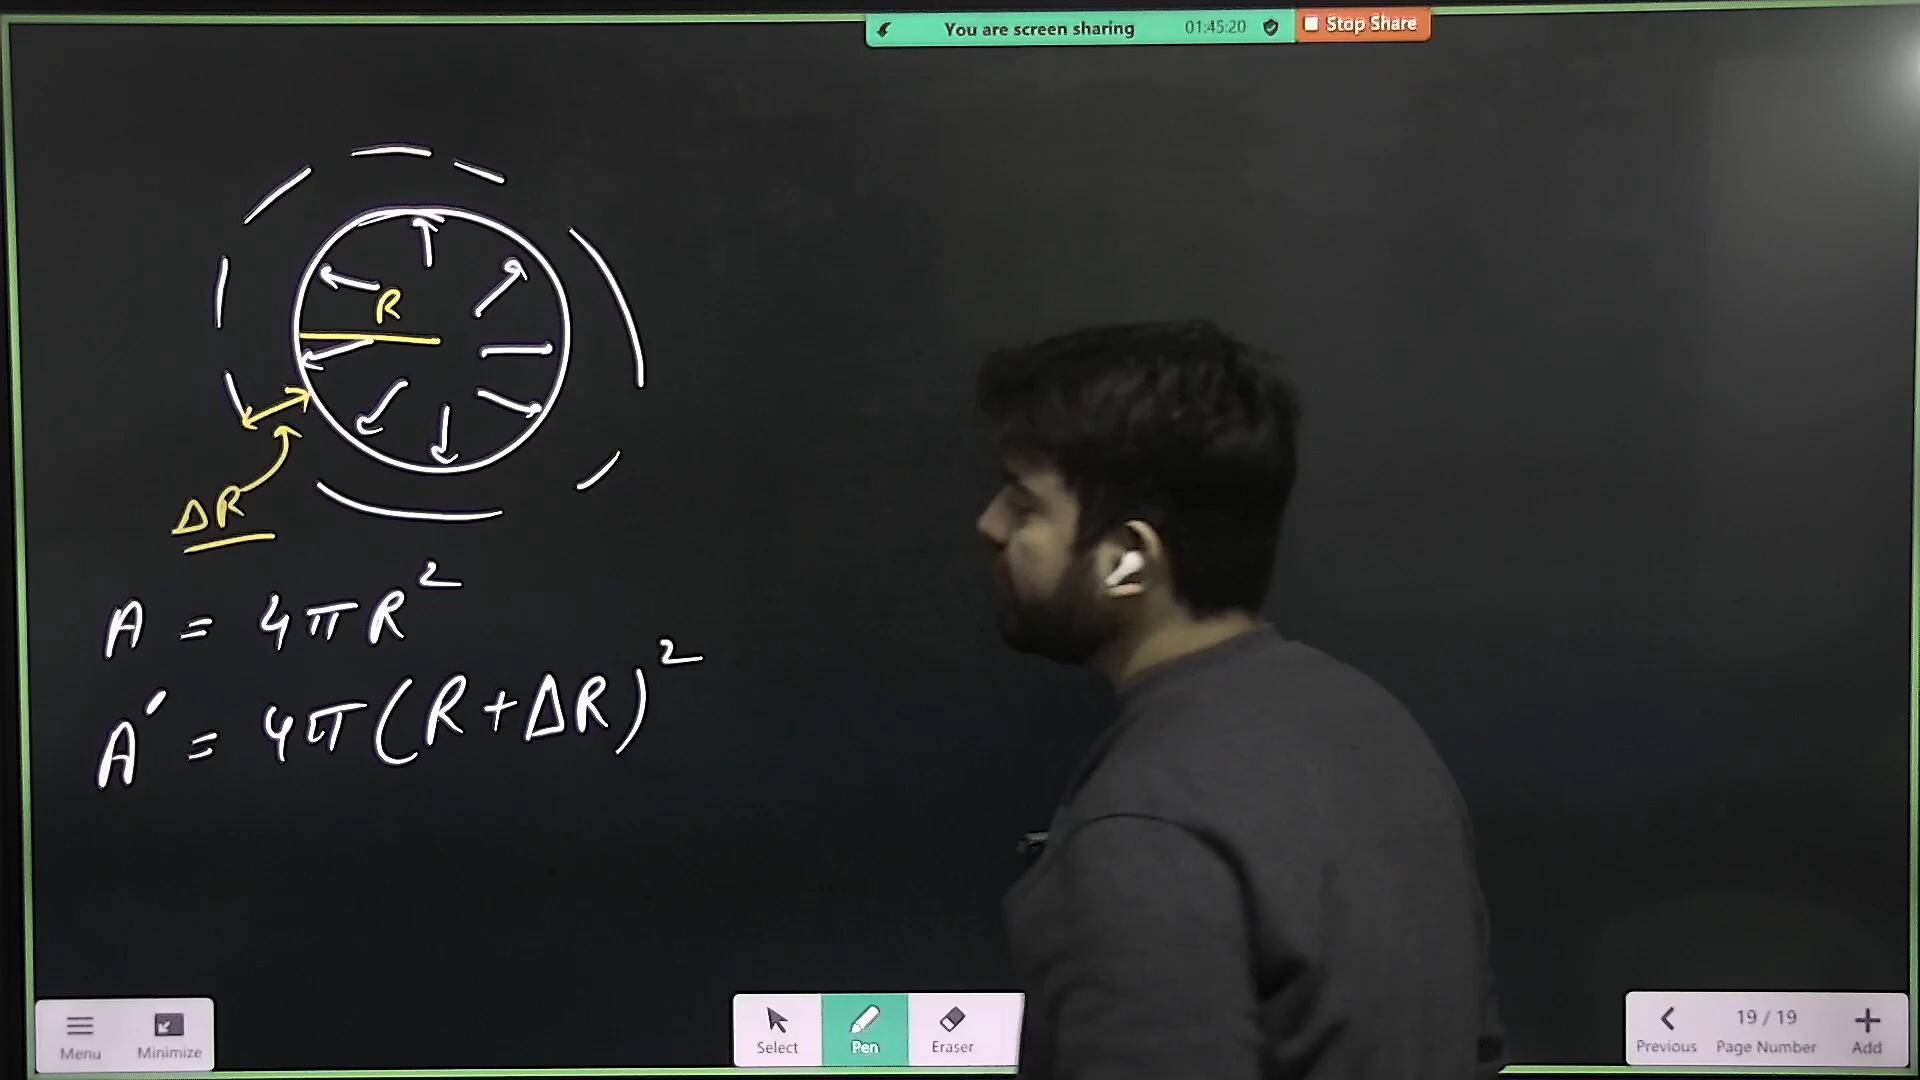 You are screen sharing 01:45:20 Stop Share
R
ΔR
A = 4πR²
A' = 4π(R+ΔR)²
Menu Minimize Select Pen Eraser Previous 19 / 19 Page Number Add